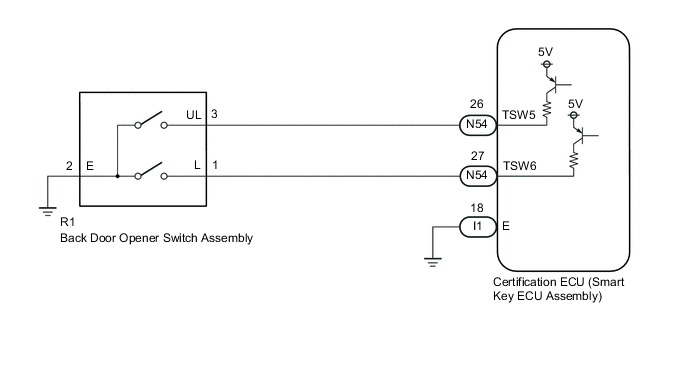 5V
26
5V
UL 3
TSW5
N54
27
2 E
L 1
TSW6
N54
18
R1
I1 E
Back Door Opener Switch Assembly
Certification ECU (Smart
Key ECU Assembly)